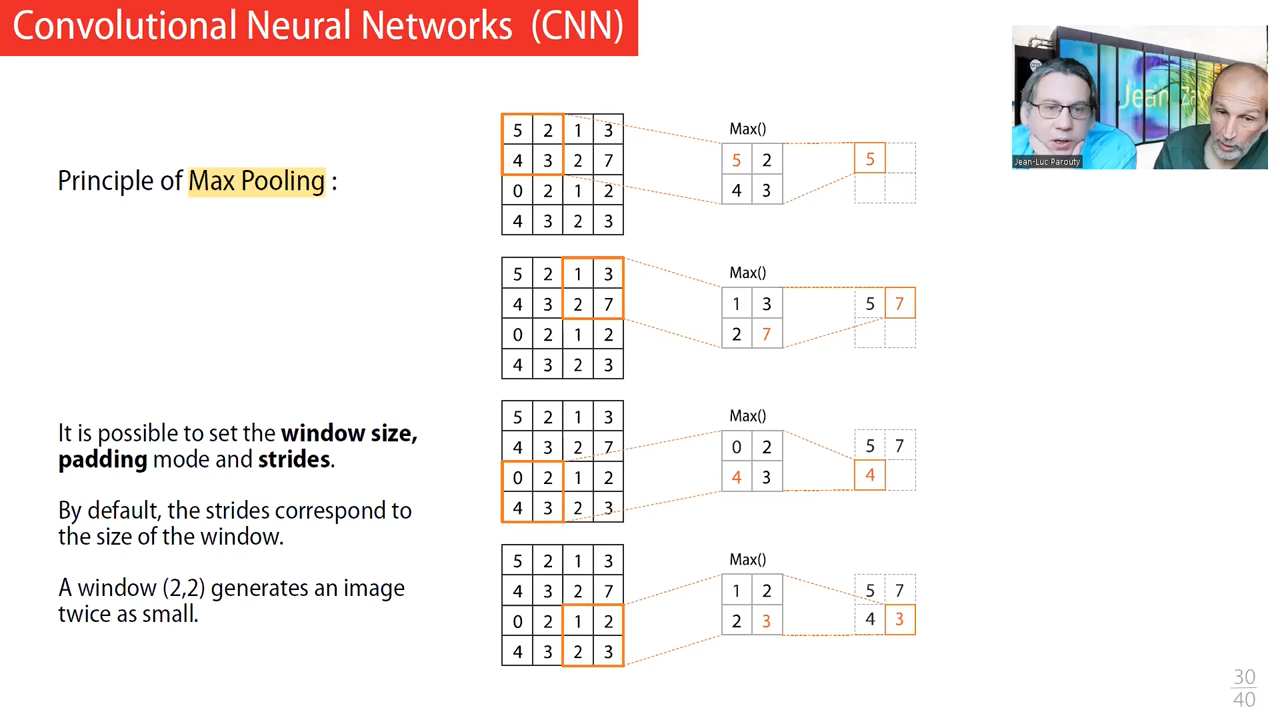 Convolutional Neural Networks (CNN)
Jean Za
Jean-Luc Parouty
Principle of Max Pooling :
5 2 1 3
4 3 2 7
0 2 1 2
4 3 2 3
Max()
5 2
4 3
5
5 2 1 3
4 3 2 7
0 2 1 2
4 3 2 3
Max()
1 3
2 7
5 7
It is possible to set the window size,
padding mode and strides.
By default, the strides correspond to
the size of the window.
A window (2,2) generates an image
twice as small.
5 2 1 3
4 3 2 7
0 2 1 2
4 3 2 3
Max()
0 2
4 3
5 7
4
5 2 1 3
4 3 2 7
0 2 1 2
4 3 2 3
Max()
1 2
2 3
5 7
4 3
30
40